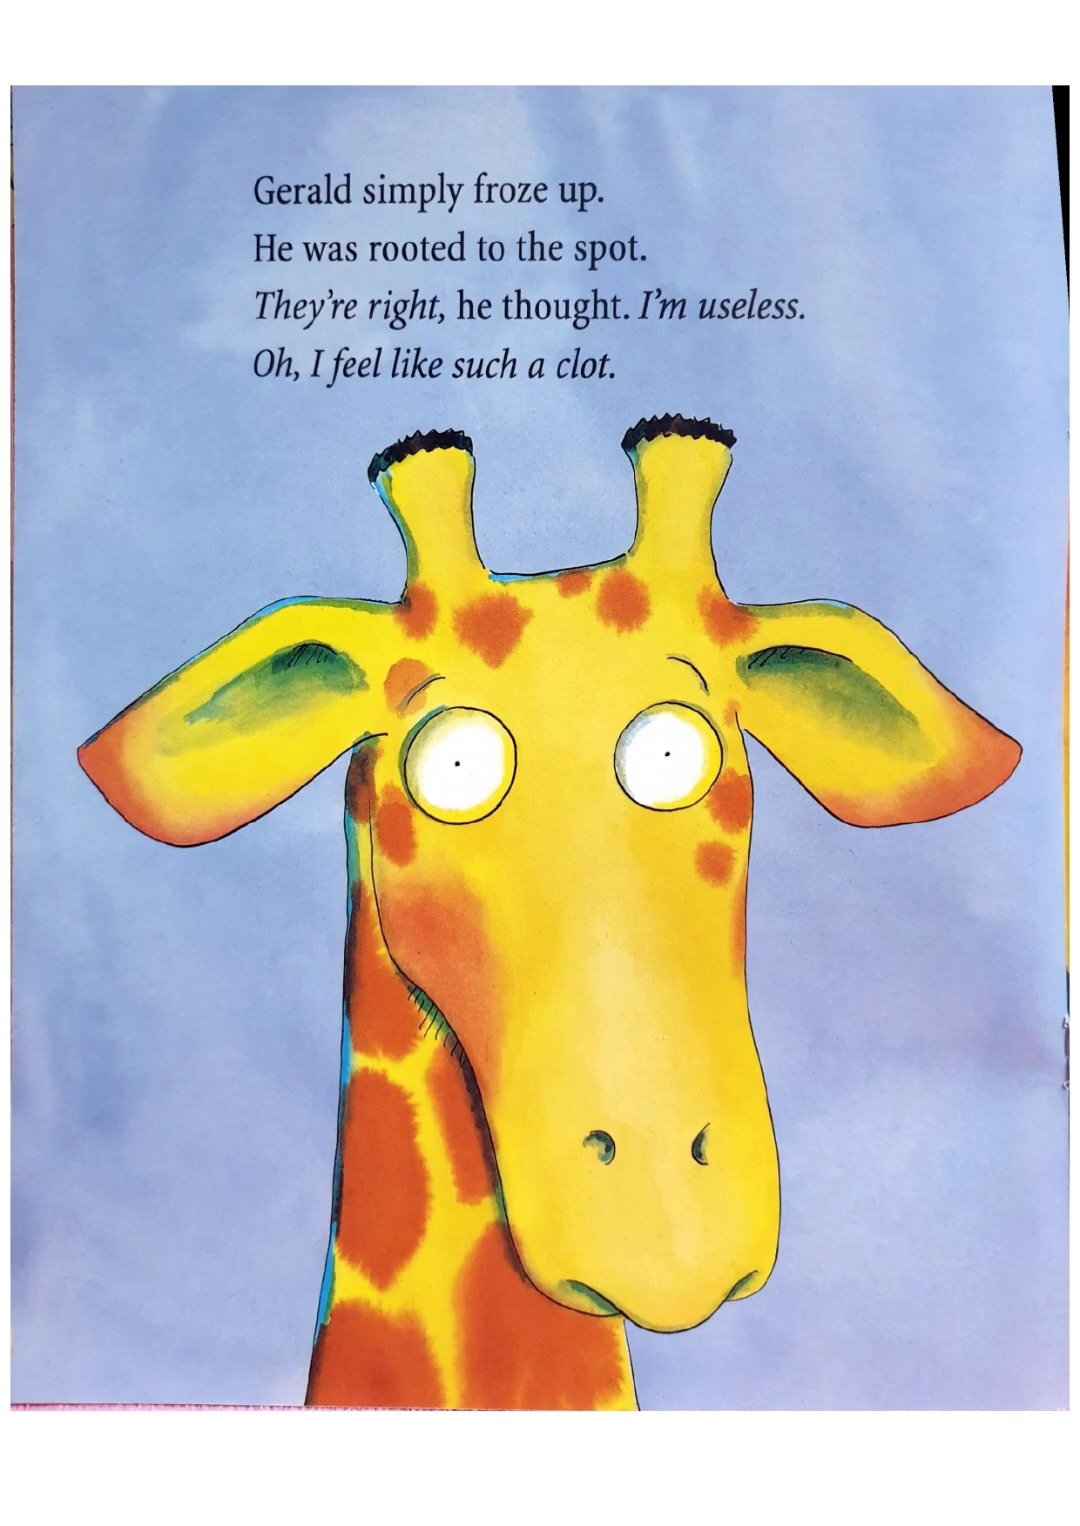 Gerald simply froze up.
He was rooted to the spot.
They're right, he thought. I'm useless.
Oh, I feel like such a clot.